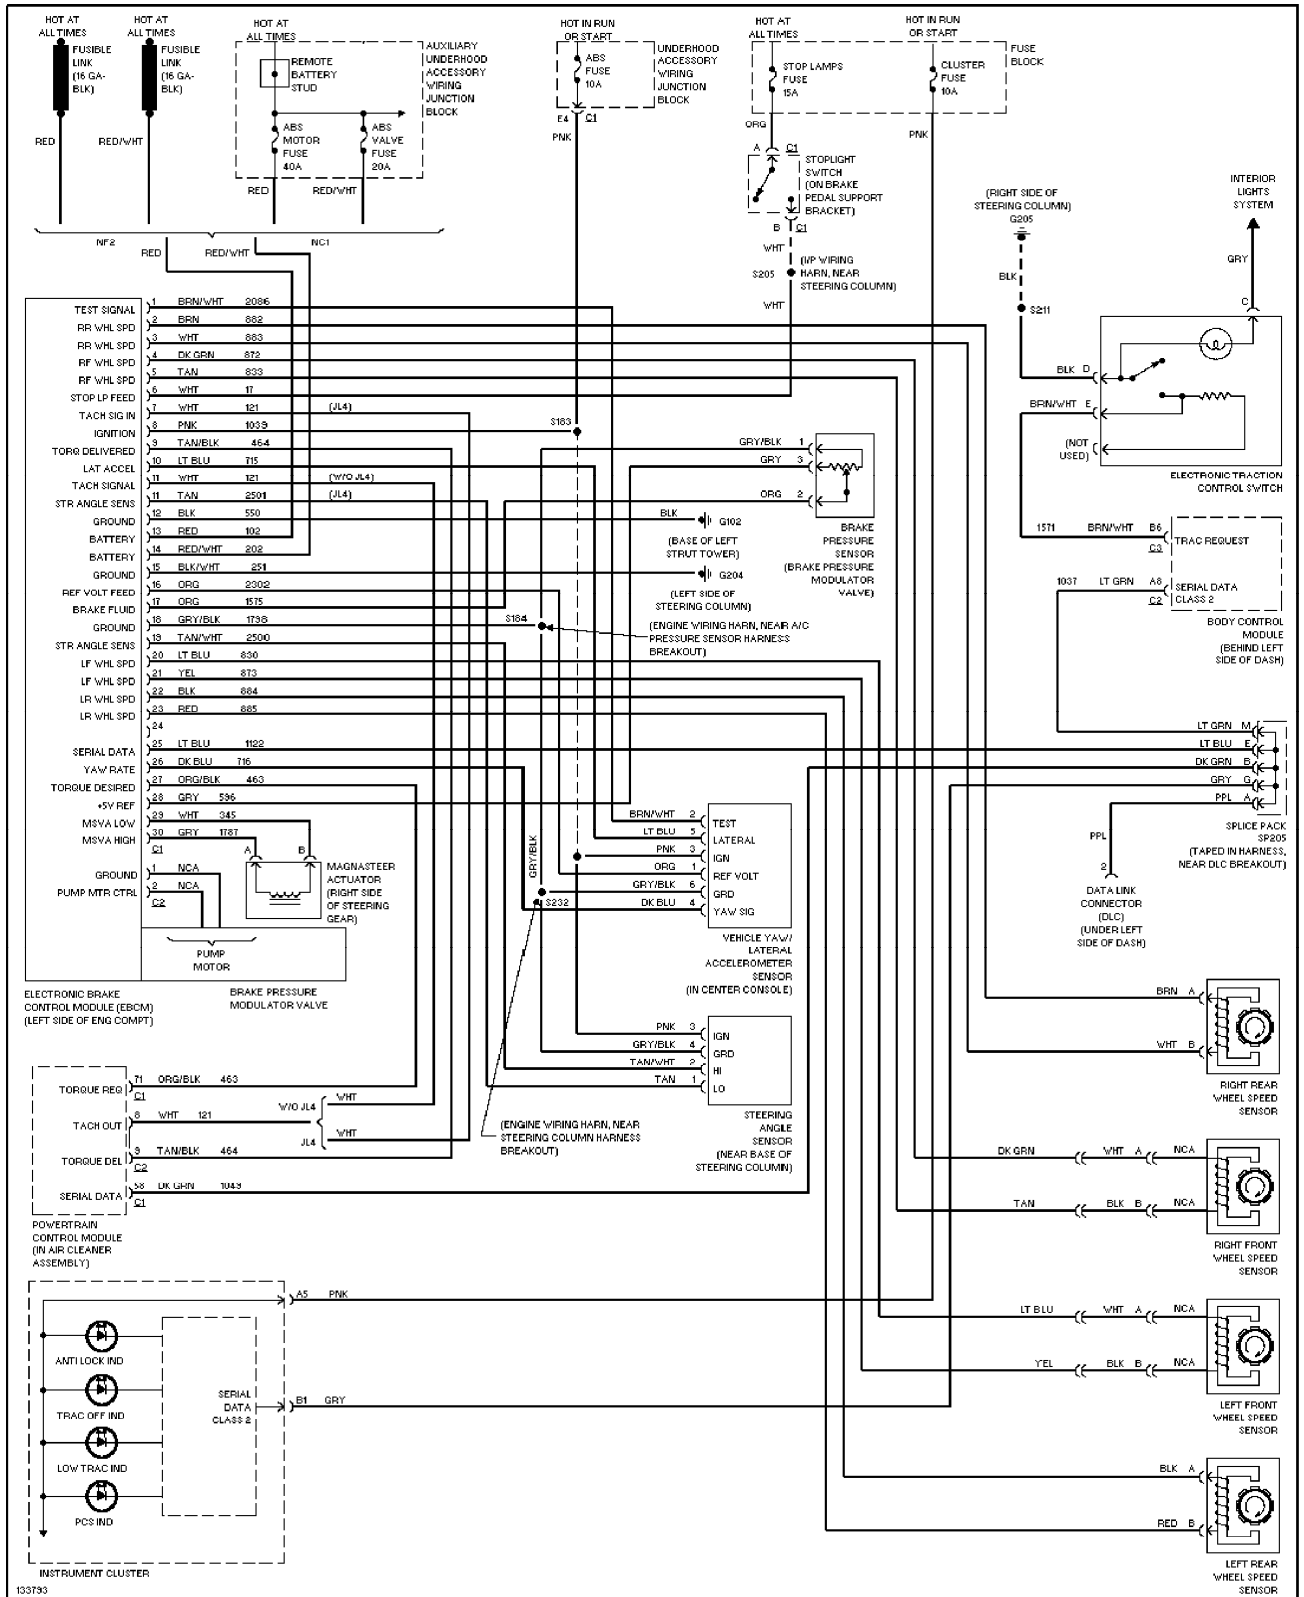 HOT AT
ALL TIMES
FUSIBLE
LINK
(16 GA-
BLK)
RED
HOT AT
ALL TIMES
FUSIBLE
LINK
(16 GA-
BLK)
RED/WHT
HOT AT
ALL TIMES
REMOTE
BATTERY
STUD
ABS
MOTOR
FUSE
40A
ABS
VALVE
FUSE
20A
RED
RED/WHT
AUXILIARY
UNDERHOOD
ACCESSORY
WIRING
JUNCTION
BLOCK
HOT IN RUN
OR START
ABS
FUSE
10A
UNDERHOOD
ACCESSORY
WIRING
JUNCTION
BLOCK
E4 C1
PNK
HOT AT
ALL TIMES
STOP LAMPS
FUSE
15A
HOT IN RUN
OR START
CLUSTER
FUSE
10A
FUSE
BLOCK
ORG
PNK
A C1
STOPLIGHT
SWITCH
(ON BRAKE
PEDAL SUPPORT
BRACKET)
B C1
WHT
S205
(I/P WIRING
HARN, NEAR
STEERING COLUMN)
WHT
(RIGHT SIDE OF
STEERING COLUMN)
G205
BLK
S211
INTERIOR
LIGHTS
SYSTEM
GRY
C
BLK D
BRN/WHT E
(NOT
USED)
ELECTRONIC TRACTION
CONTROL SWITCH
NF2
NC1
RED
RED/WHT
TEST SIGNAL 1 BRN/WHT 2086
RR WHL SPD 2 BRN 882
RR WHL SPD 3 WHT 883
RF WHL SPD 4 DK GRN 872
RF WHL SPD 5 TAN 833
STOP LP FEED 6 WHT 17
TACH SIG IN 7 WHT 121 (JL4)
IGNITION 8 PNK 1039
TORQ DELIVERED 9 TAN/BLK 464
LAT ACCEL 10 LT BLU 715
TACH SIGNAL 11 WHT 121 (W/O JL4)
STR ANGLE SENS 11 TAN 2501 (JL4)
GROUND 12 BLK 550
BATTERY 13 RED 102
BATTERY 14 RED/WHT 202
GROUND 15 BLK/WHT 251
REF VOLT FEED 16 ORG 2302
BRAKE FLUID 17 ORG 1575
GROUND 18 GRY/BLK 1798
STR ANGLE SENS 19 TAN/WHT 2500
LF WHL SPD 20 LT BLU 830
LF WHL SPD 21 YEL 873
LR WHL SPD 22 BLK 884
LR WHL SPD 23 RED 885
24
SERIAL DATA 25 LT BLU 1122
YAW RATE 26 DK BLU 716
TORQUE DESIRED 27 ORG/BLK 463
+5V REF 28 GRY 596
MSVA LOW 29 WHT 345
MSVA HIGH 30 GRY 1787
C1
GROUND 1 NCA
PUMP MTR CTRL 2 NCA
C2
PUMP
MOTOR
ELECTRONIC BRAKE
CONTROL MODULE (EBCM)
(LEFT SIDE OF ENG COMPT)
BRAKE PRESSURE
MODULATOR VALVE
A B
MAGNASTEER
ACTUATOR
(RIGHT SIDE
OF STEERING
GEAR)
S183
GRY/BLK 1
GRY 3
ORG 2
BRAKE
PRESSURE
SENSOR
(BRAKE PRESSURE
MODULATOR
VALVE)
BLK
G102
(BASE OF LEFT
STRUT TOWER)
G204
(LEFT SIDE OF
STEERING COLUMN)
S184
(ENGINE WIRING HARN, NEAR A/C
PRESSURE SENSOR HARNESS
BREAKOUT)
1571 BRN/WHT B6
C3
TRAC REQUEST
1037 LT GRN A8
C2
SERIAL DATA
CLASS 2
BODY CONTROL
MODULE
(BEHIND LEFT
SIDE OF DASH)
LT GRN M
LT BLU E
DK GRN B
GRY G
PPL A
SPLICE PACK
SP205
(TAPED IN HARNESS,
NEAR DLC BREAKOUT)
PPL
2
DATA LINK
CONNECTOR
(DLC)
(UNDER LEFT
SIDE OF DASH)
GRY/BLK
S232
BRN/WHT 2 TEST
LT BLU 5 LATERAL
PNK 3 IGN
ORG 1 REF VOLT
GRY/BLK 6 GRD
DK BLU 4 YAW SIG
VEHICLE YAW/
LATERAL
ACCELEROMETER
SENSOR
(IN CENTER CONSOLE)
PNK 3 IGN
GRY/BLK 4 GRD
TAN/WHT 2 HI
TAN 1 LO
STEERING
ANGLE
SENSOR
(NEAR BASE OF
STEERING COLUMN)
(ENGINE WIRING HARN, NEAR
STEERING COLUMN HARNESS
BREAKOUT)
TORQUE REQ 71 ORG/BLK 463
C1
TACH OUT 8 WHT 121
W/O JL4 WHT
JL4 WHT
TORQUE DEL 9 TAN/BLK 464
C2
SERIAL DATA 58 DK GRN 1049
C1
POWERTRAIN
CONTROL MODULE
(IN AIR CLEANER
ASSEMBLY)
BRN A
WHT B
RIGHT REAR
WHEEL SPEED
SENSOR
DK GRN WHT A NCA
TAN BLK B NCA
RIGHT FRONT
WHEEL SPEED
SENSOR
LT BLU WHT A NCA
YEL BLK B NCA
LEFT FRONT
WHEEL SPEED
SENSOR
BLK A
RED B
LEFT REAR
WHEEL SPEED
SENSOR
A5 PNK
ANTI LOCK IND
TRAC OFF IND
LOW TRAC IND
PCS IND
SERIAL
DATA
CLASS 2
B1 GRY
INSTRUMENT CLUSTER
133793